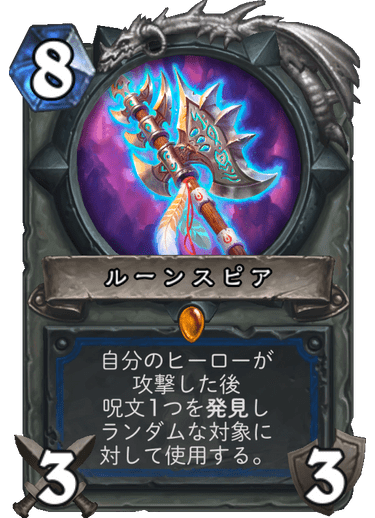 8
ルーンスピア
自分のヒーローが
攻撃した後
呪文1つを発見し
ランダムな対象に
対して使用する。
3
3